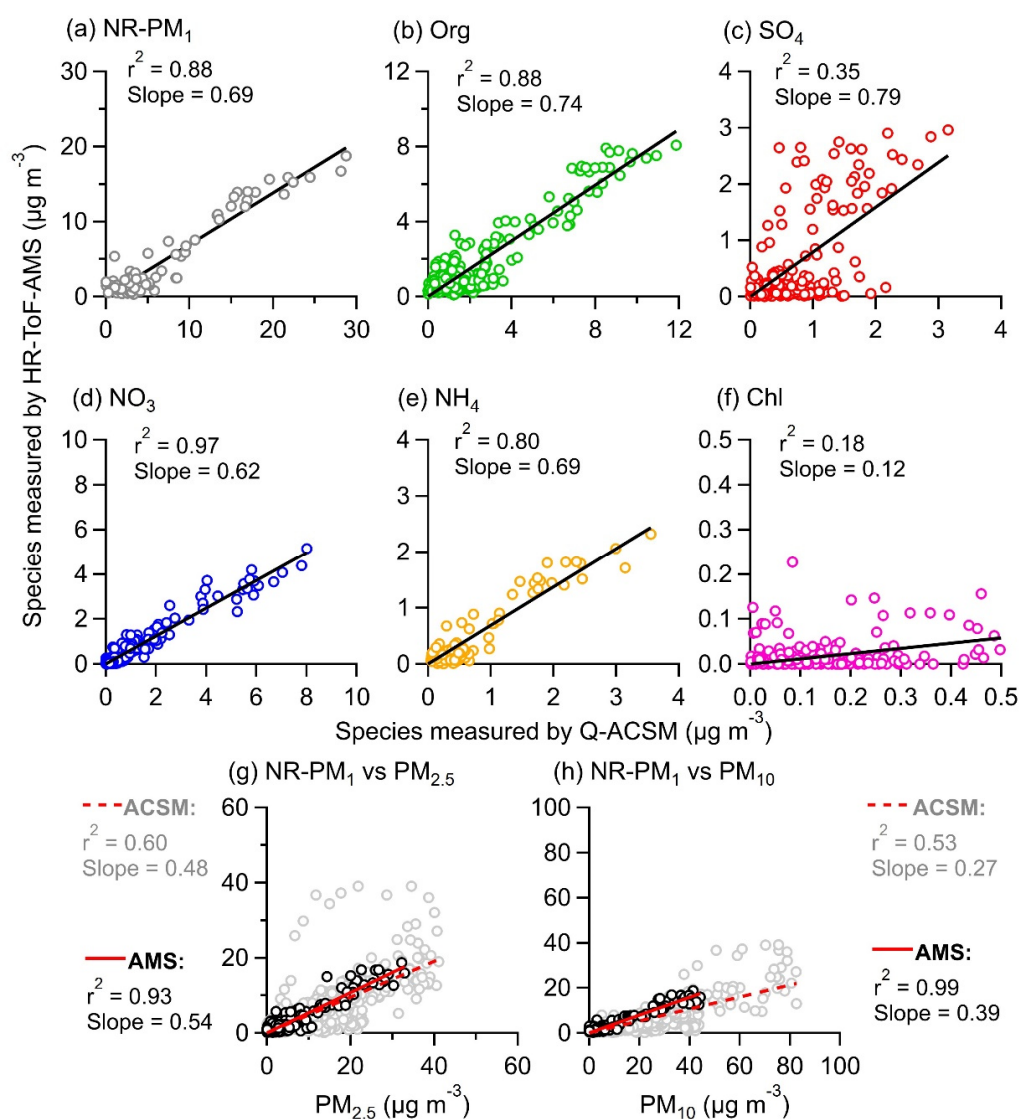 (a) NR-PM₁
r² = 0.88
Slope = 0.69
30
20
10
0
0 10 20 30
(b) Org
r² = 0.88
Slope = 0.74
12
8
4
0
0 4 8 12
(c) SO₄
r² = 0.35
Slope = 0.79
4
3
2
1
0
0 1 2 3 4
Species measured by HR-ToF-AMS (µg m⁻³)
(d) NO₃
r² = 0.97
Slope = 0.62
10
8
6
4
2
0
0 2 4 6 8 10
(e) NH₄
r² = 0.80
Slope = 0.69
4
3
2
1
0
0 1 2 3 4
(f) Chl
r² = 0.18
Slope = 0.12
0.5
0.4
0.3
0.2
0.1
0.0
0.0 0.1 0.2 0.3 0.4 0.5
Species measured by Q-ACSM (µg m⁻³)
(g) NR-PM₁ vs PM₂.₅
ACSM:
r² = 0.60
Slope = 0.48
AMS:
r² = 0.93
Slope = 0.54
60
40
20
0
0 20 40 60
PM₂.₅ (µg m⁻³)
(h) NR-PM₁ vs PM₁₀
100
80
60
40
20
0
0 20 40 60 80 100
PM₁₀ (µg m⁻³)
ACSM:
r² = 0.53
Slope = 0.27
AMS:
r² = 0.99
Slope = 0.39